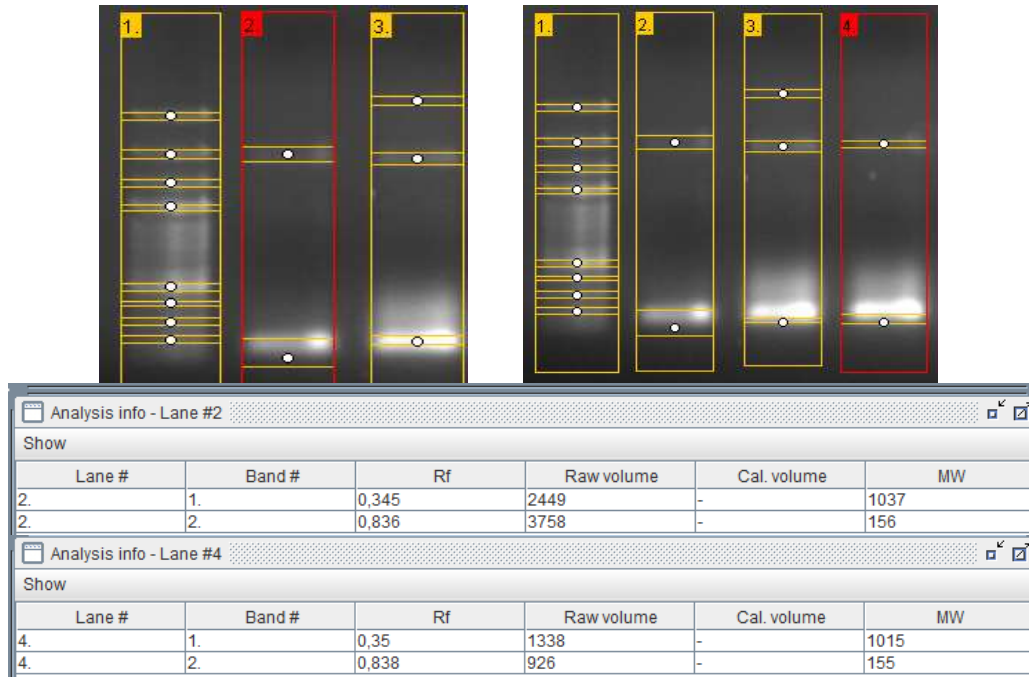 1. 2. 3. 1. 2. 3. 4.
Analysis info - Lane #2
Show
Lane # Band # Rf Raw volume Cal. volume MW
2. 1. 0,345 2449 - 1037
2. 2. 0,836 3758 - 156
Analysis info - Lane #4
Show
Lane # Band # Rf Raw volume Cal. volume MW
4. 1. 0,35 1338 - 1015
4. 2. 0,838 926 - 155